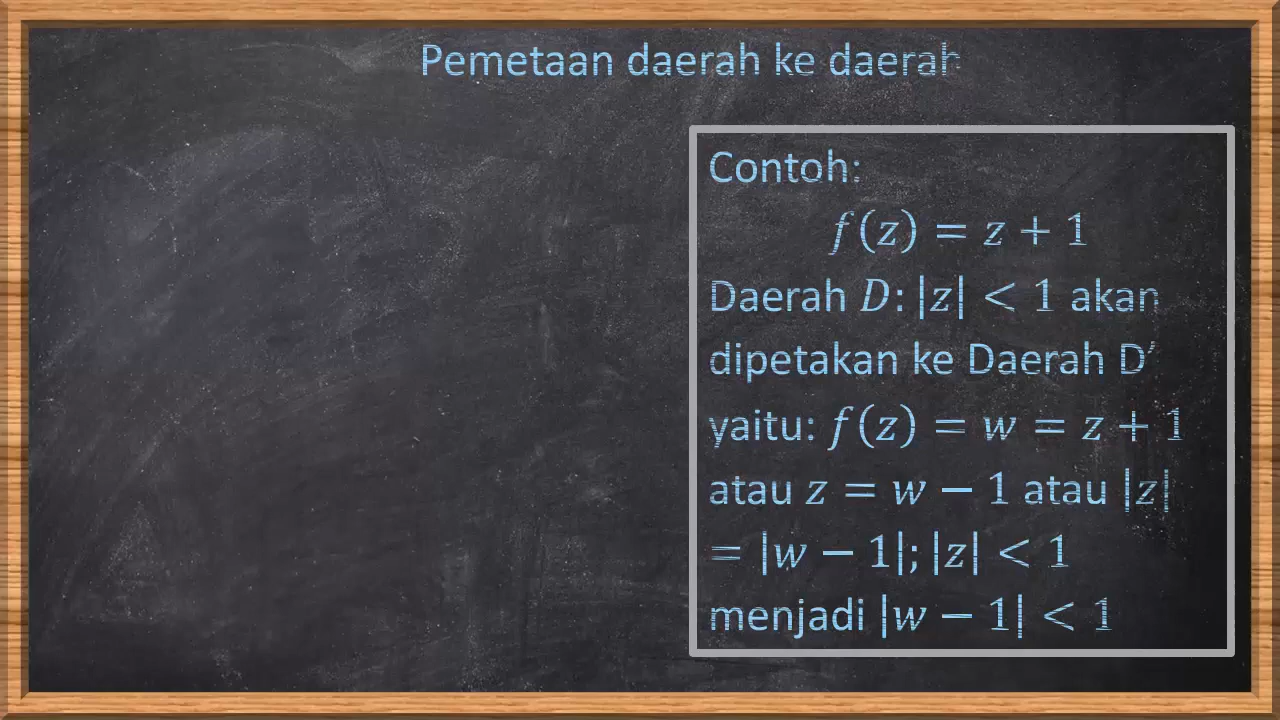 Pemetaan daerah ke daerah
Contoh:
f(z) = z + 1
Daerah D: |z| < 1 akan
dipetakan ke Daerah D’
yaitu: f(z) = w = z + 1
atau z = w − 1 atau |z|
= |w − 1|; |z| < 1
menjadi |w − 1| < 1